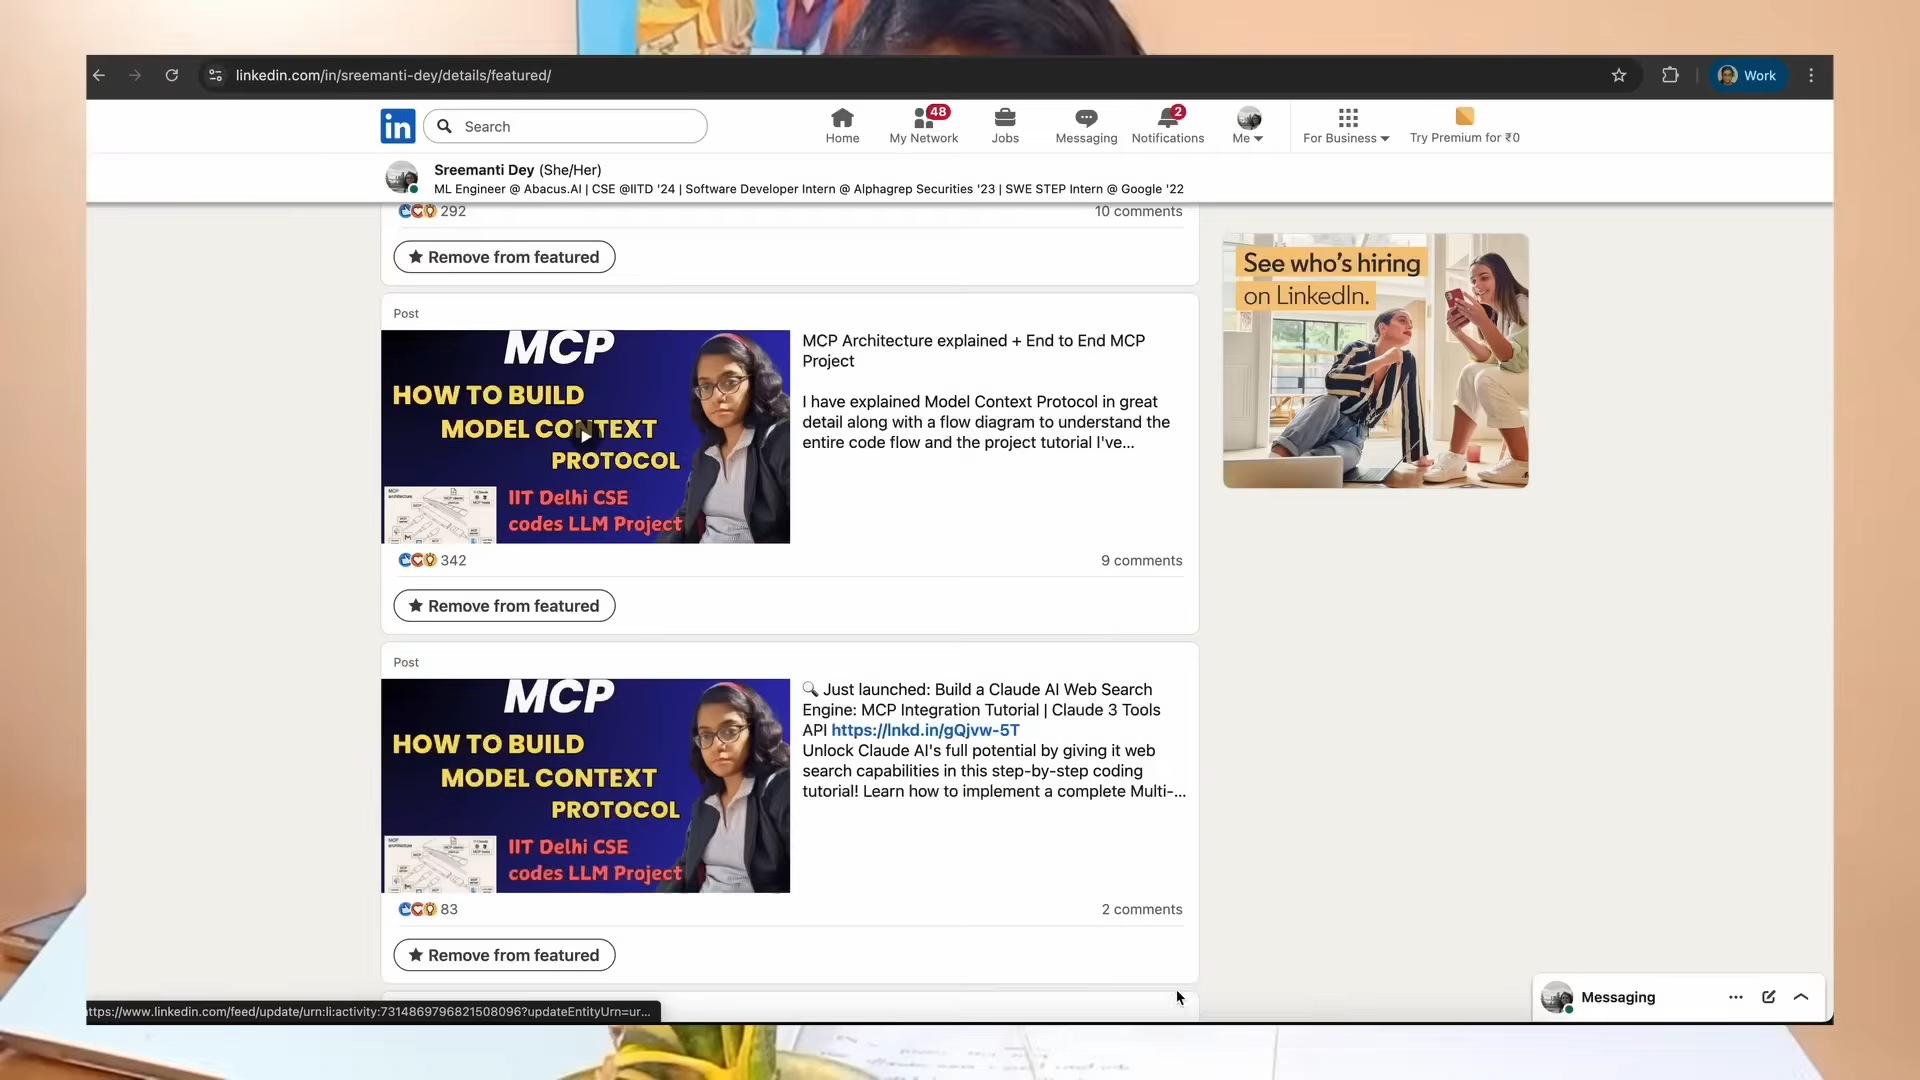 linkedin.com/in/sreemanti-dey/details/featured/
Work
in
Search
Home
48
My Network
Jobs
Messaging
2
Notifications
Me
For Business
Try Premium for ₹0
Sreemanti Dey (She/Her)
ML Engineer @ Abacus.AI | CSE @IITD '24 | Software Developer Intern @ Alphagrep Securities '23 | SWE STEP Intern @ Google '22
292
10 comments
Remove from featured
See who's hiring
on LinkedIn.
Post
MCP
HOW TO BUILD
MODEL CONTEXT
PROTOCOL
IIT Delhi CSE
codes LLM Project
MCP Architecture explained + End to End MCP
Project
I have explained Model Context Protocol in great
detail along with a flow diagram to understand the
entire code flow and the project tutorial I've...
342
9 comments
Remove from featured
Post
MCP
HOW TO BUILD
MODEL CONTEXT
PROTOCOL
IIT Delhi CSE
codes LLM Project
🔍 Just launched: Build a Claude AI Web Search
Engine: MCP Integration Tutorial | Claude 3 Tools
API https://lnkd.in/gQjvw-5T
Unlock Claude AI's full potential by giving it web
search capabilities in this step-by-step coding
tutorial! Learn how to implement a complete Multi-...
83
2 comments
Remove from featured
Messaging
ttps://www.linkedin.com/feed/update/urn:li:activity:7314869796821508096?updateEntityUrn=ur...